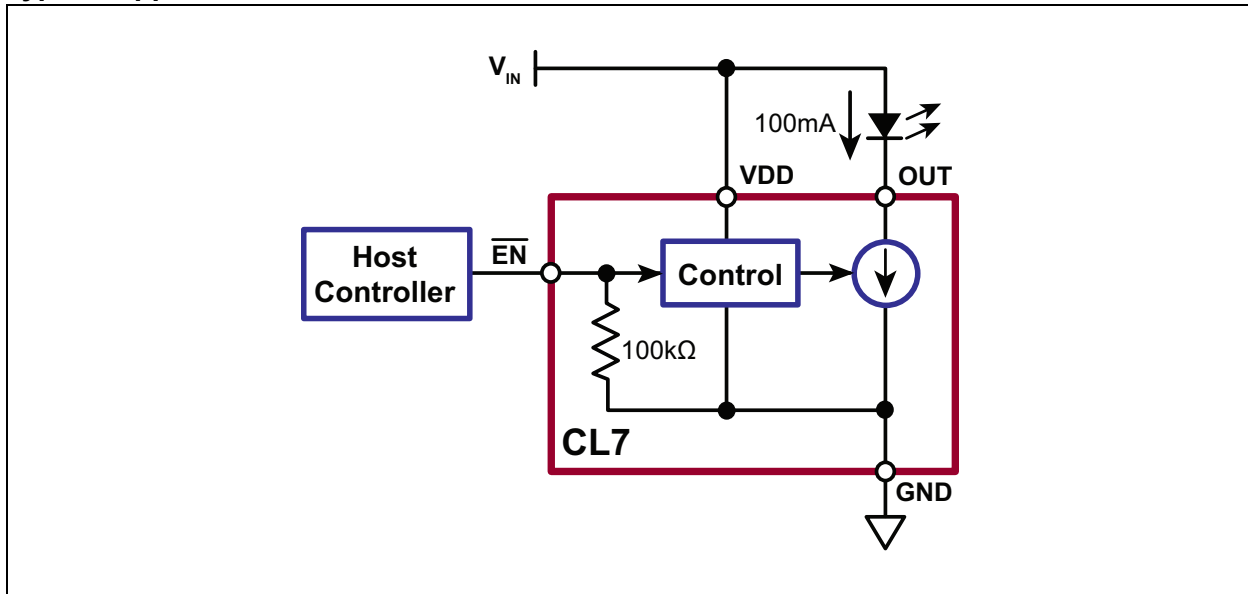 V_IN
100mA
VDD
OUT
Host
Controller
EN
Control
100kΩ
CL7
GND